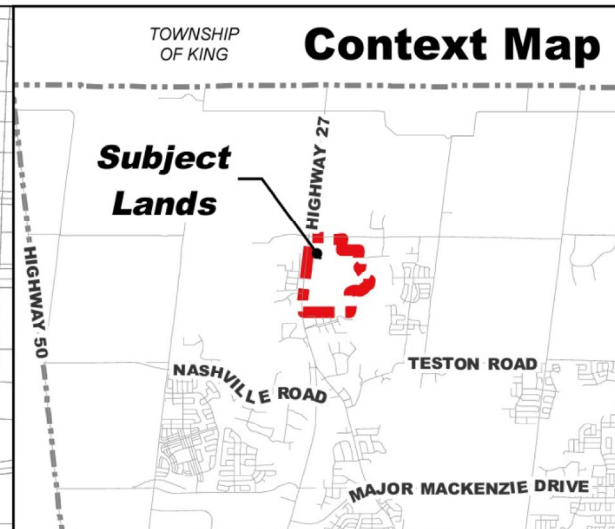 TOWNSHIP
OF KING
Context Map
HIGHWAY 27
Subject
Lands
HIGHWAY 50
NASHVILLE ROAD
TESTON ROAD
MAJOR MACKENZIE DRIVE